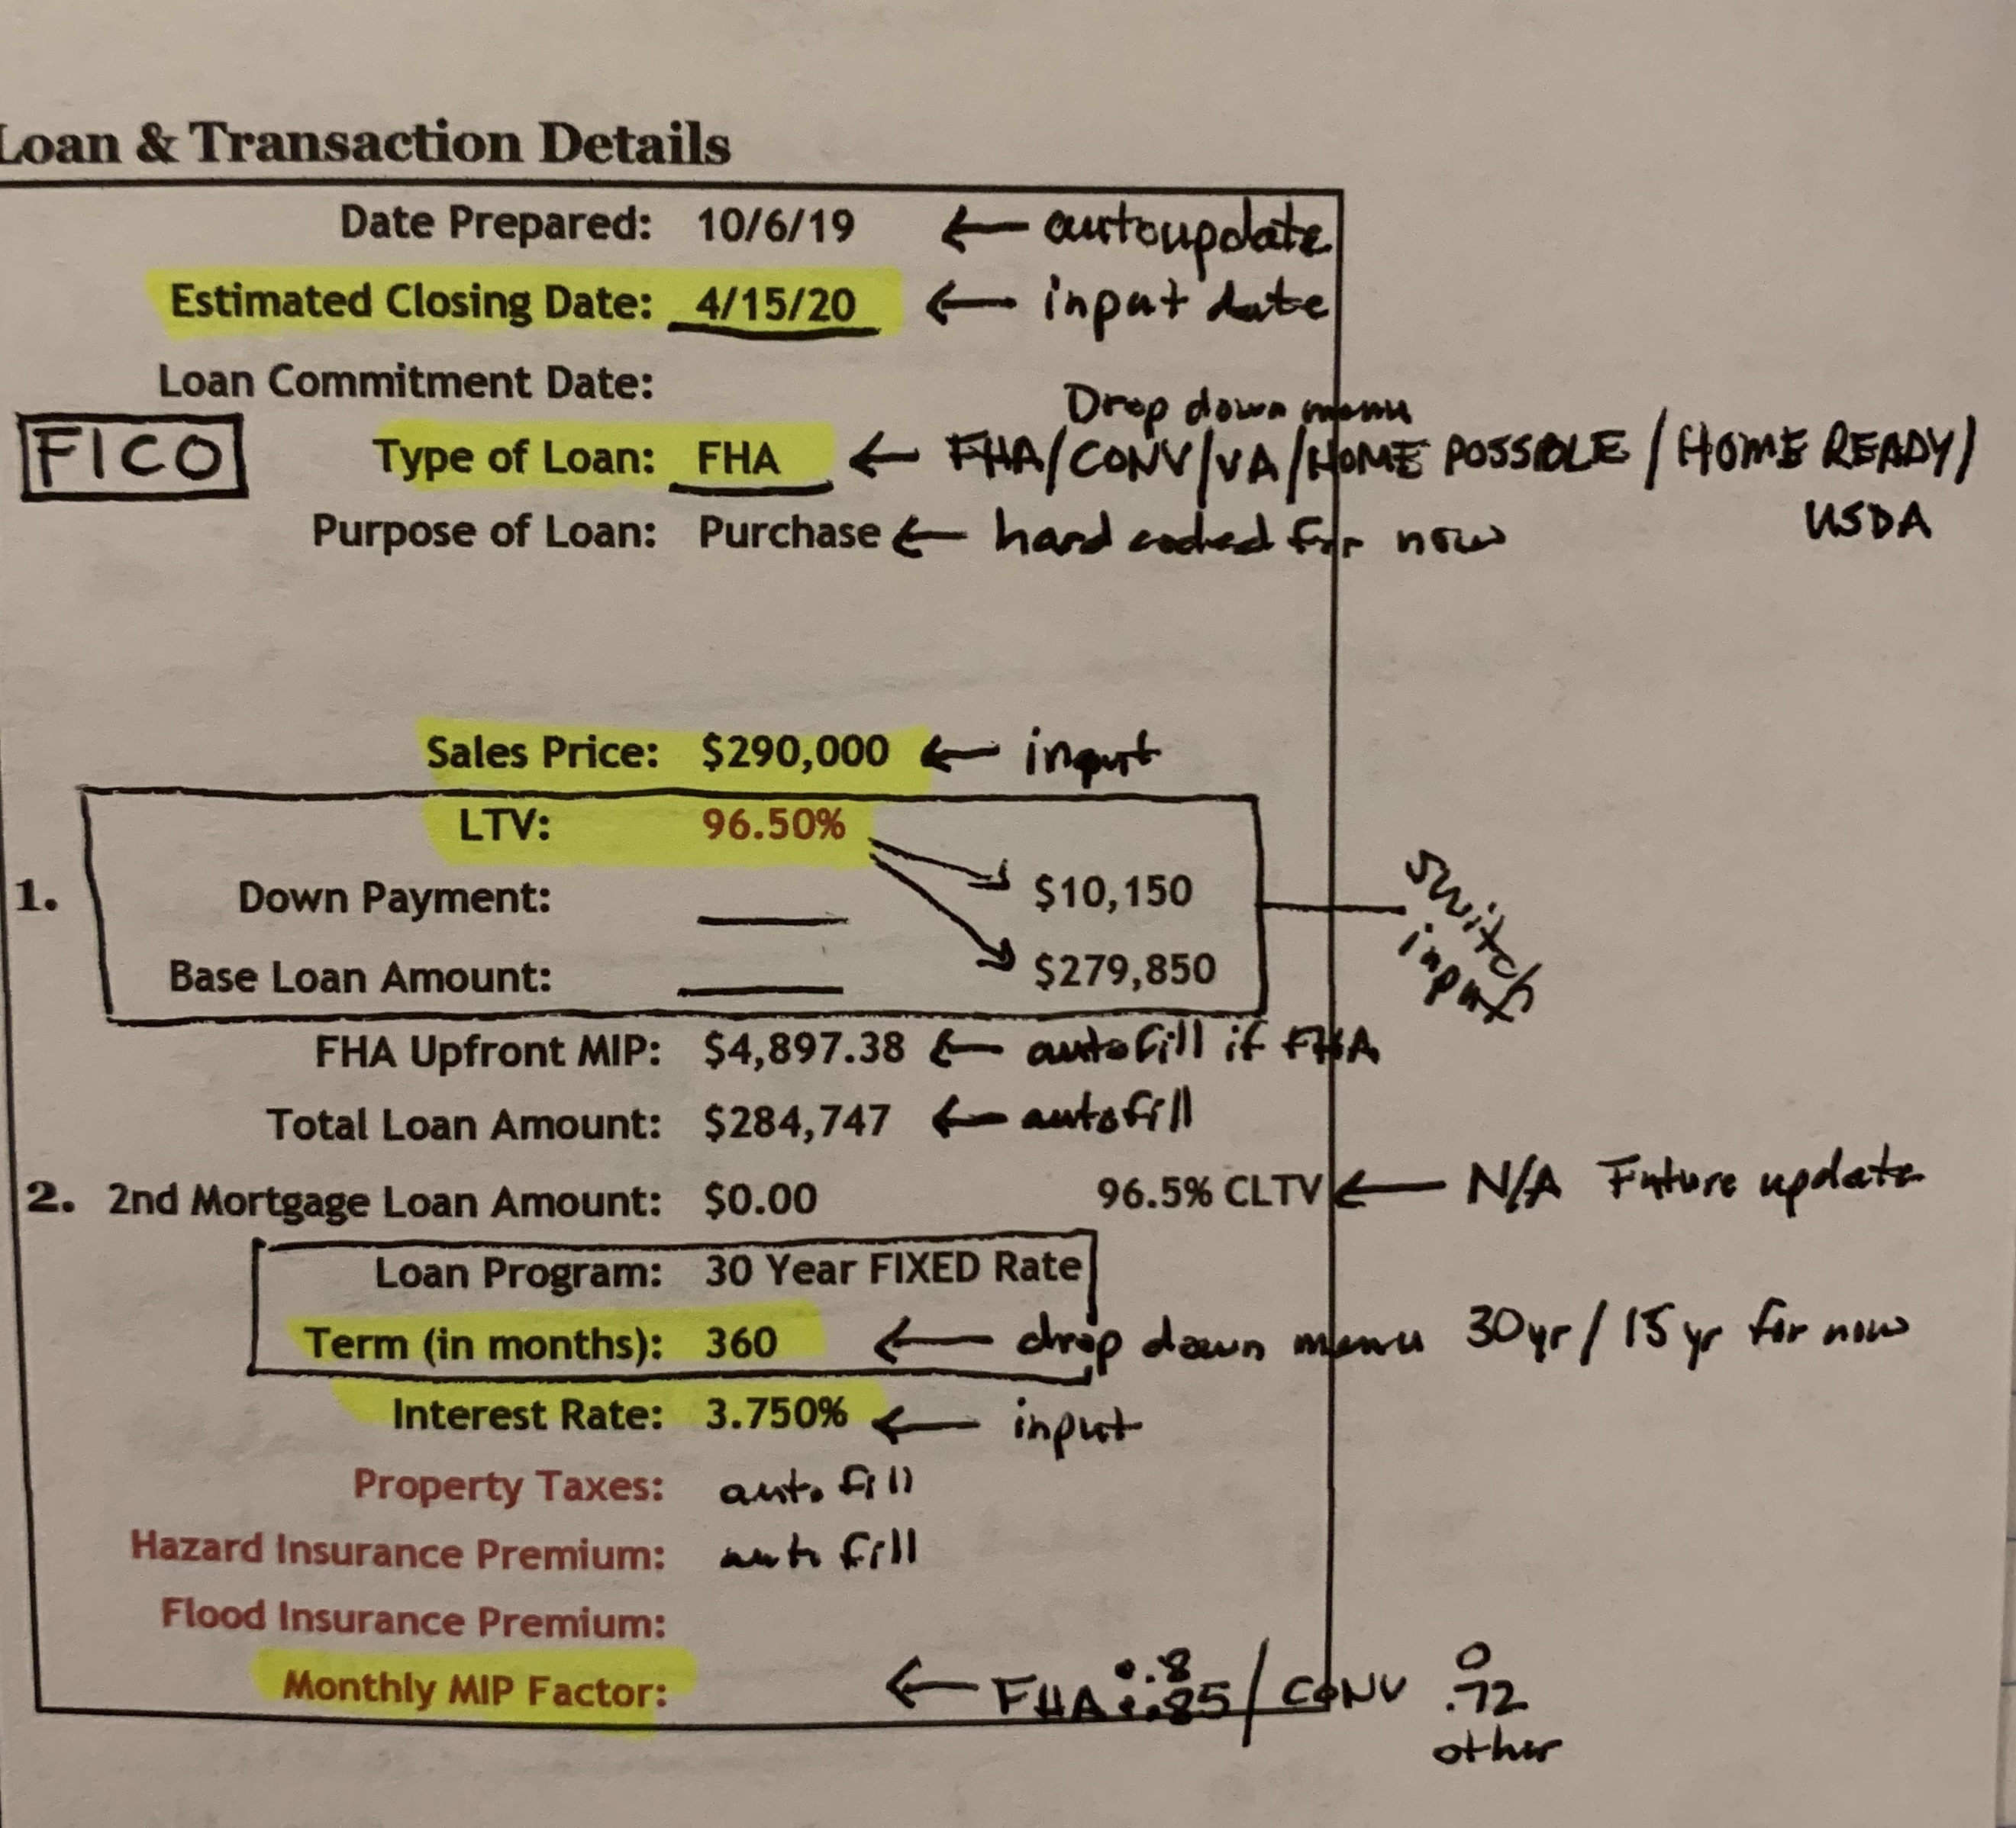 Loan & Transaction Details
Date Prepared: 10/6/19 ← autoupdate
Estimated Closing Date: 4/15/20 ← input date
Loan Commitment Date:
Drop down menu
FICO Type of Loan: FHA ← FHA/CONV/VA/HOME POSSIBLE/HOME READY/
USDA
Purpose of Loan: Purchase ← hard coded for now
Sales Price: $290,000 ← input
LTV: 96.50%
1. Down Payment: $10,150 switch
input
Base Loan Amount: $279,850
FHA Upfront MIP: $4,897.38 ← autofill if FHA
Total Loan Amount: $284,747 ← autofill
2. 2nd Mortgage Loan Amount: $0.00 96.5% CLTV ← N/A Future update
Loan Program: 30 Year FIXED Rate
Term (in months): 360 ← drop down menu 30yr/15yr for now
Interest Rate: 3.750% ← input
Property Taxes: auto fill
Hazard Insurance Premium: auto fill
Flood Insurance Premium:
Monthly MIP Factor: ← FHA .8 .85 / CONV 0
.72
other